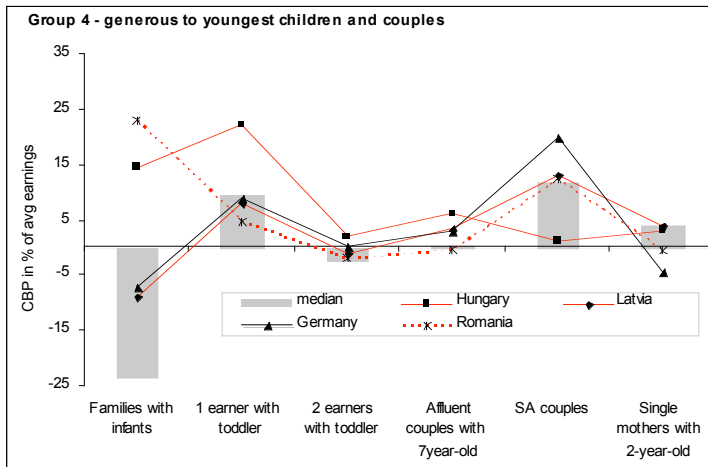 Group 4 - generous to youngest children and couples
35
25
15
5
-5
-15
-25
CBP in % of avg earnings
median
Hungary
Latvia
Germany
Romania
Families with
infants
1 earner with
toddler
2 earners
with toddler
Affluent
couples with
7year-old
SA couples
Single
mothers with
2-year-old